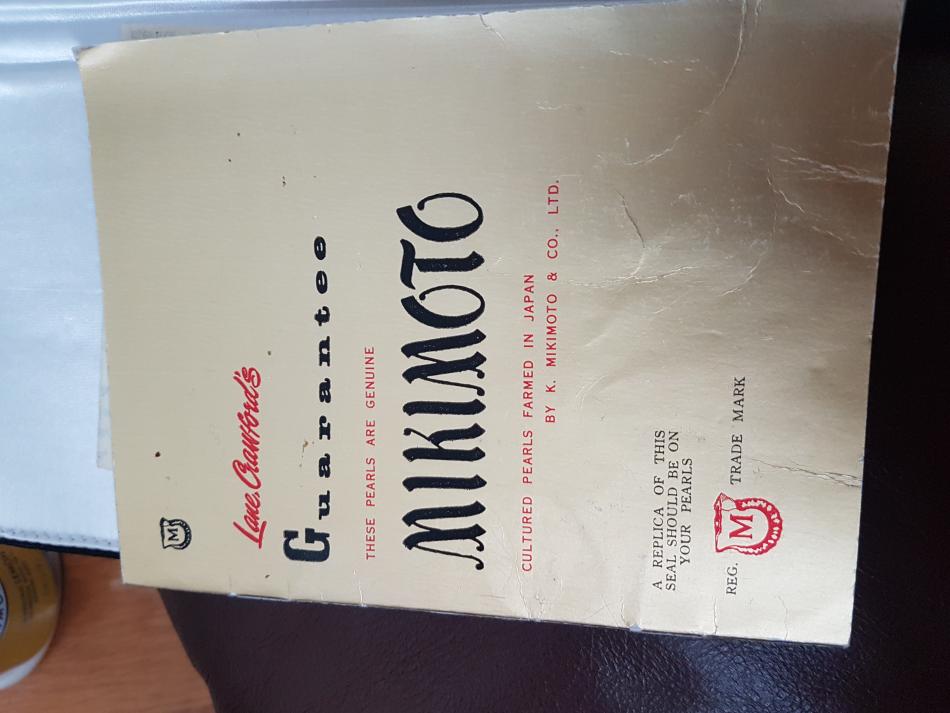 M
Lane, Crawford's
Guarantee
THESE PEARLS ARE GENUINE
MIKIMOTO
CULTURED PEARLS FARMED IN JAPAN
BY K. MIKIMOTO & CO., LTD.
A REPLICA OF THIS
SEAL SHOULD BE ON
YOUR PEARLS
REG. M TRADE MARK